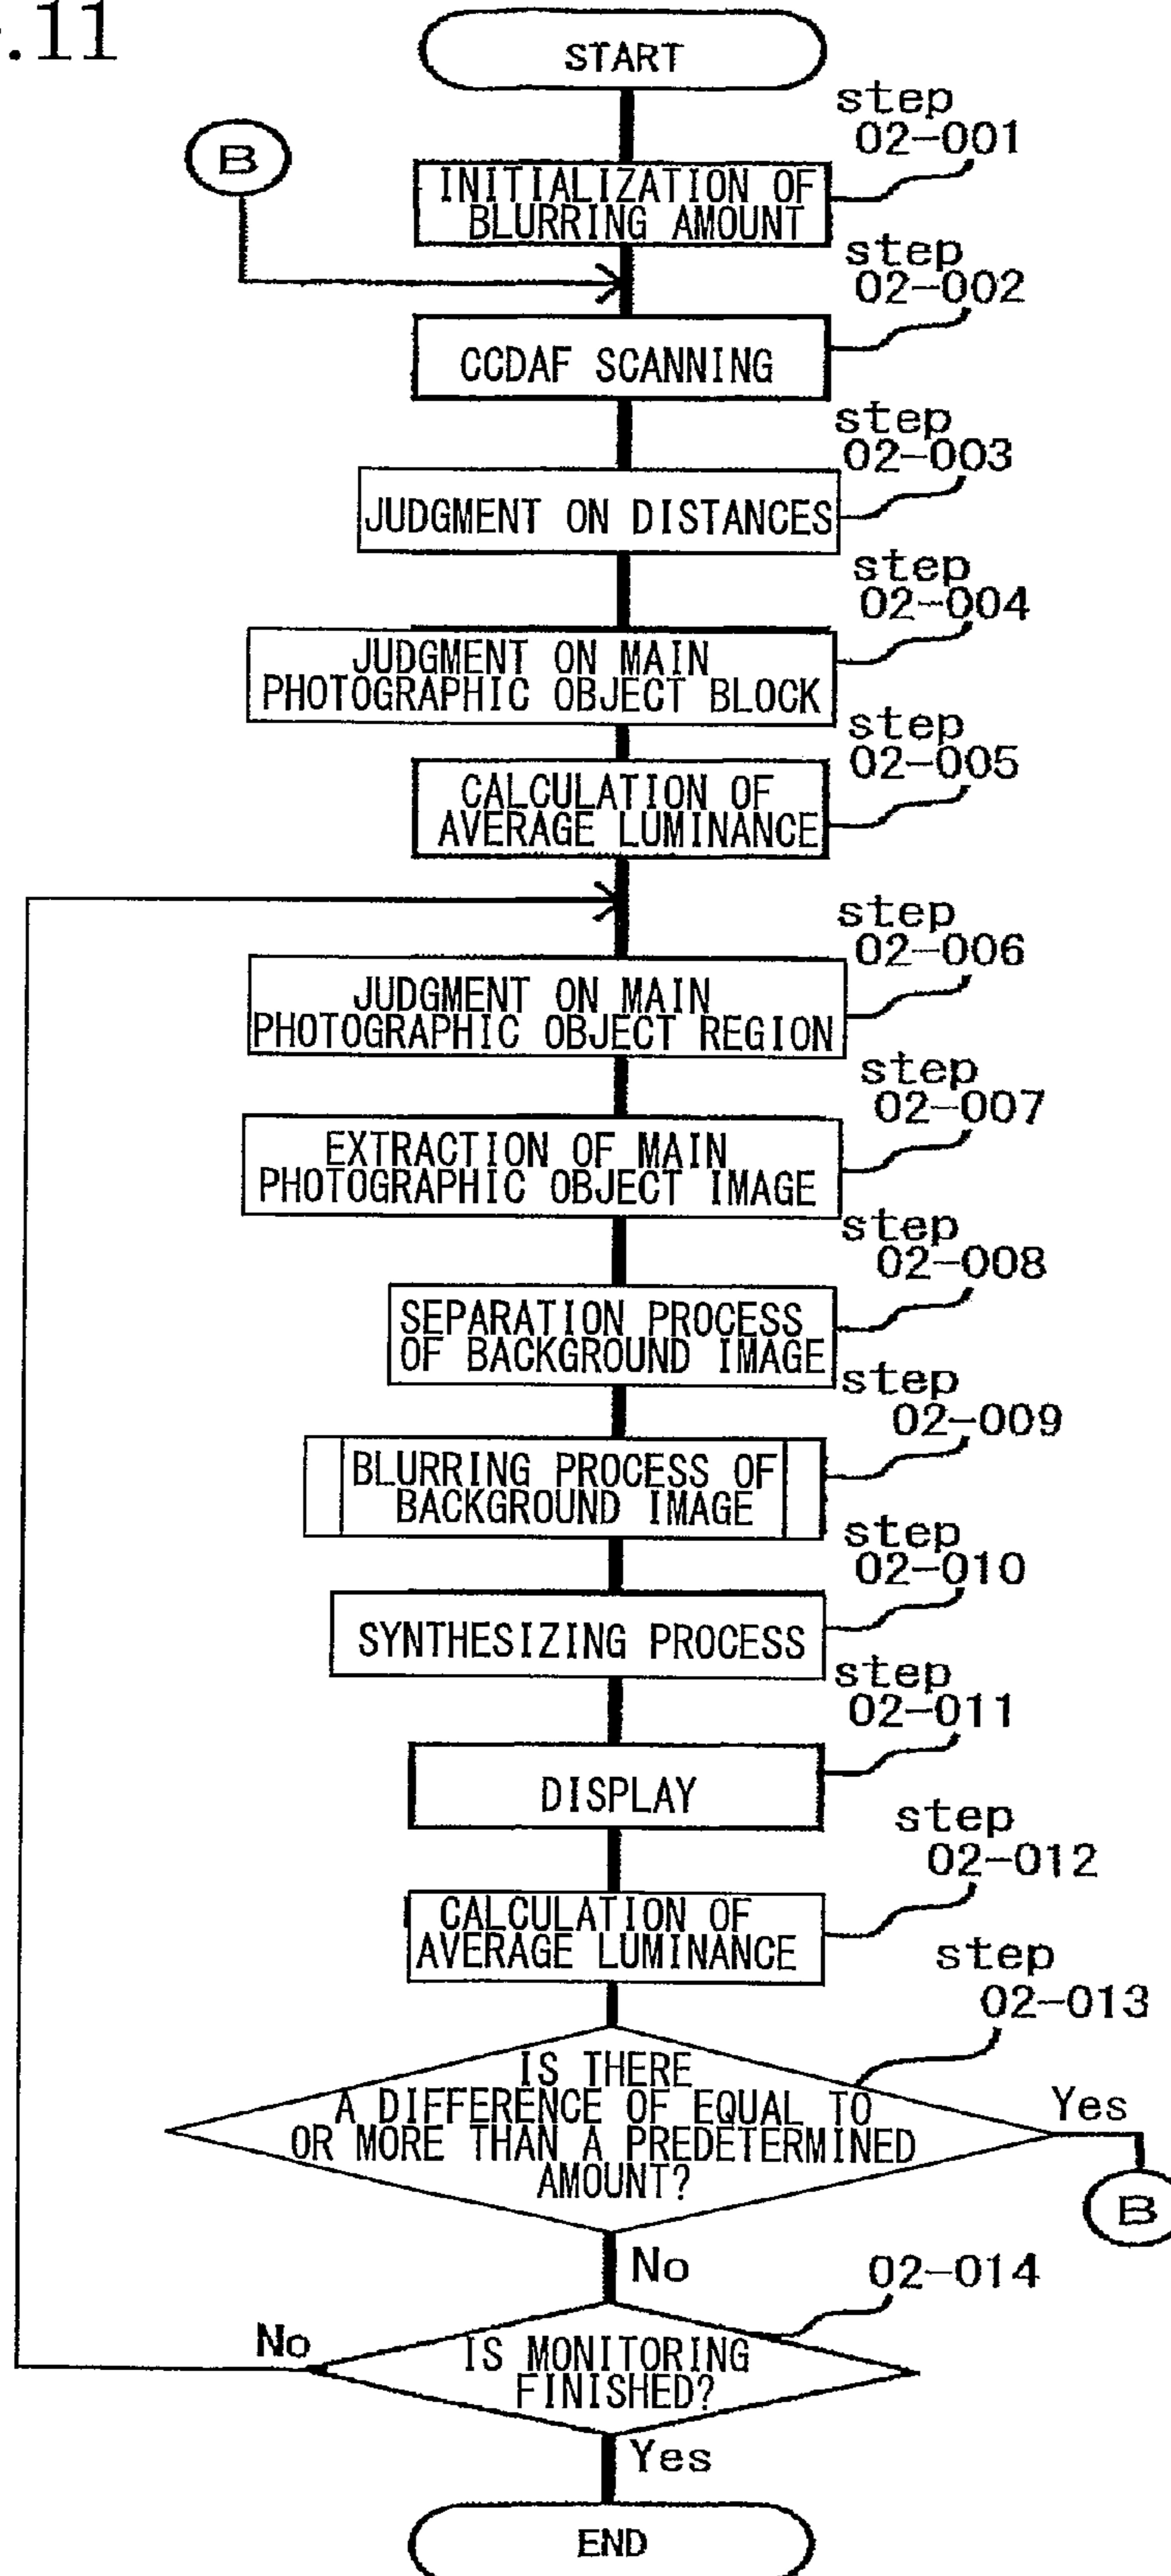 .11
START
B
step
02-001
INITIALIZATION OF
BLURRING AMOUNT
step
02-002
CCDAF SCANNING
step
02-003
JUDGMENT ON DISTANCES
step
02-004
JUDGMENT ON MAIN
PHOTOGRAPHIC OBJECT BLOCK
step
02-005
CALCULATION OF
AVERAGE LUMINANCE
step
02-006
JUDGMENT ON MAIN
PHOTOGRAPHIC OBJECT REGION
step
02-007
EXTRACTION OF MAIN
PHOTOGRAPHIC OBJECT IMAGE
step
02-008
SEPARATION PROCESS
OF BACKGROUND IMAGE
step
02-009
BLURRING PROCESS OF
BACKGROUND IMAGE
step
02-010
SYNTHESIZING PROCESS
step
02-011
DISPLAY
step
02-012
CALCULATION OF
AVERAGE LUMINANCE
step
02-013
IS THERE
A DIFFERENCE OF EQUAL TO
OR MORE THAN A PREDETERMINED
AMOUNT?
Yes
B
No
02-014
No
IS MONITORING
FINISHED?
Yes
END